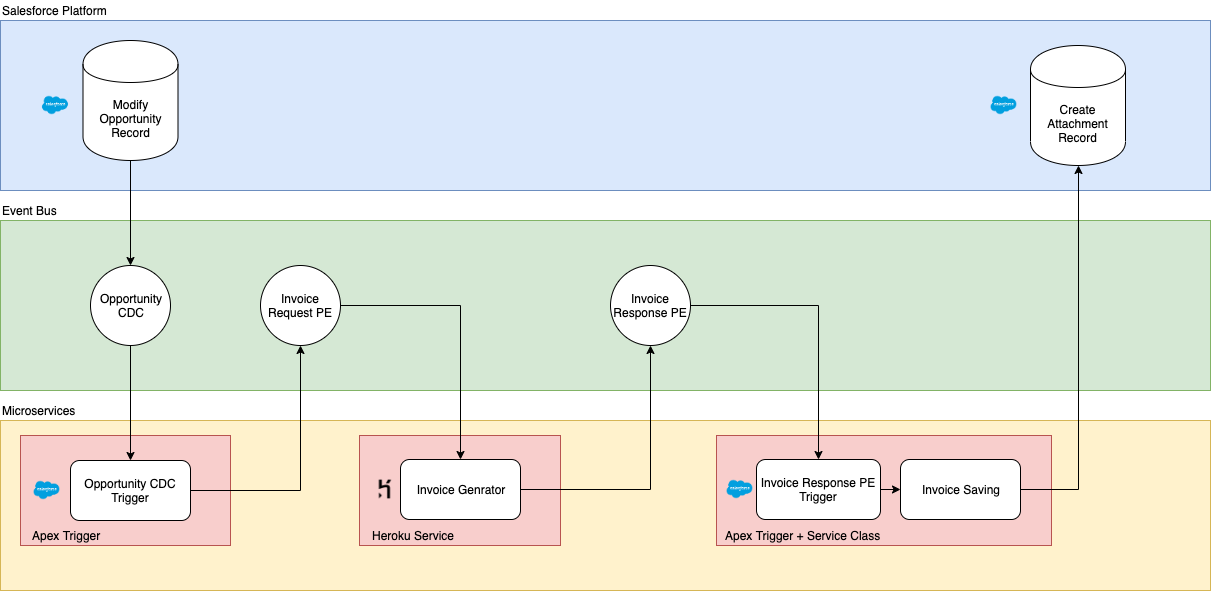 Salesforce Platform
Modify
Opportunity
Record
salesforce
Create
Attachment
Record
salesforce
Event Bus
Opportunity
CDC
Invoice
Request PE
Invoice
Response PE
Microservices
Opportunity CDC
Trigger
salesforce
Apex Trigger
Invoice Genrator
Heroku Service
Invoice Response PE
Trigger
salesforce
Invoice Saving
Apex Trigger + Service Class